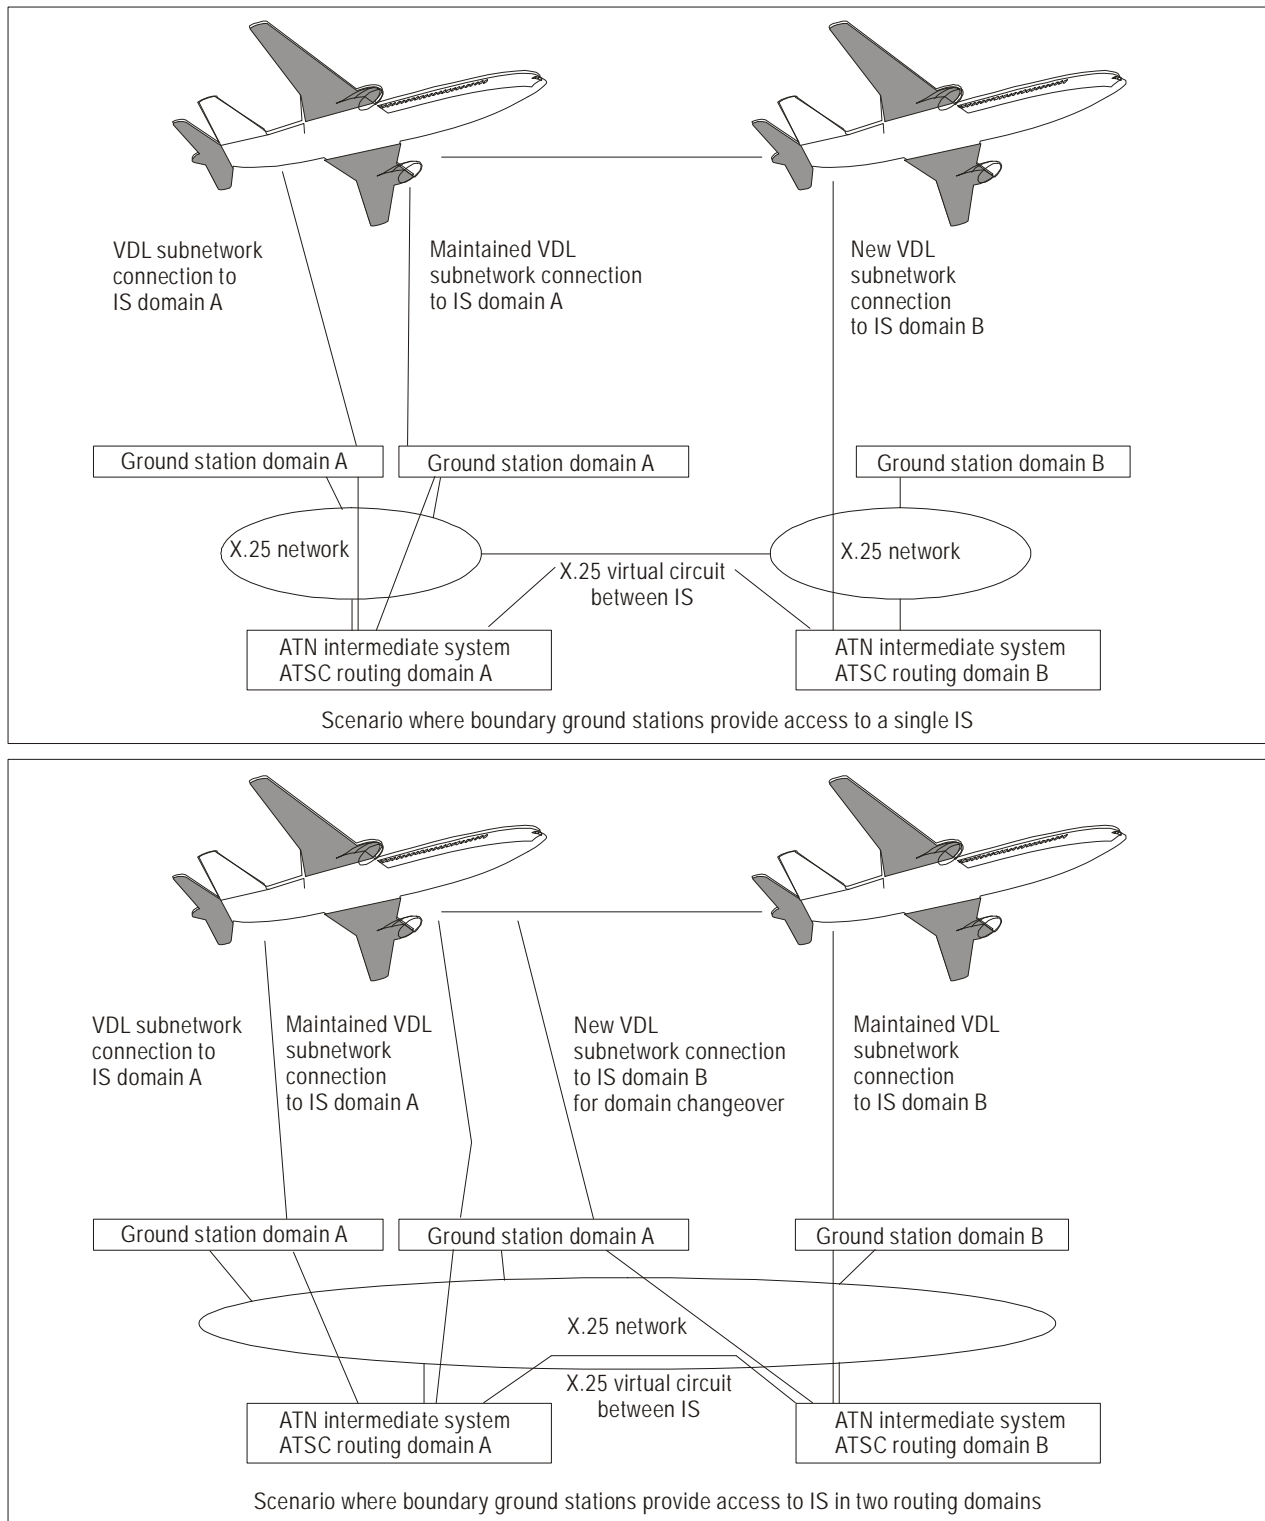 VDL subnetwork
connection to
IS domain A
Maintained VDL
subnetwork connection
to IS domain A
New VDL
subnetwork
connection
to IS domain B
Ground station domain A
Ground station domain A
Ground station domain B
X.25 network
X.25 network
X.25 virtual circuit
between IS
ATN intermediate system
ATSC routing domain A
ATN intermediate system
ATSC routing domain B
Scenario where boundary ground stations provide access to a single IS
VDL subnetwork
connection to
IS domain A
Maintained VDL
subnetwork
connection
to IS domain A
New VDL
subnetwork connection
to IS domain B
for domain changeover
Maintained VDL
subnetwork
connection
to IS domain B
Ground station domain A
Ground station domain A
Ground station domain B
X.25 network
X.25 virtual circuit
between IS
ATN intermediate system
ATSC routing domain A
ATN intermediate system
ATSC routing domain B
Scenario where boundary ground stations provide access to IS in two routing domains